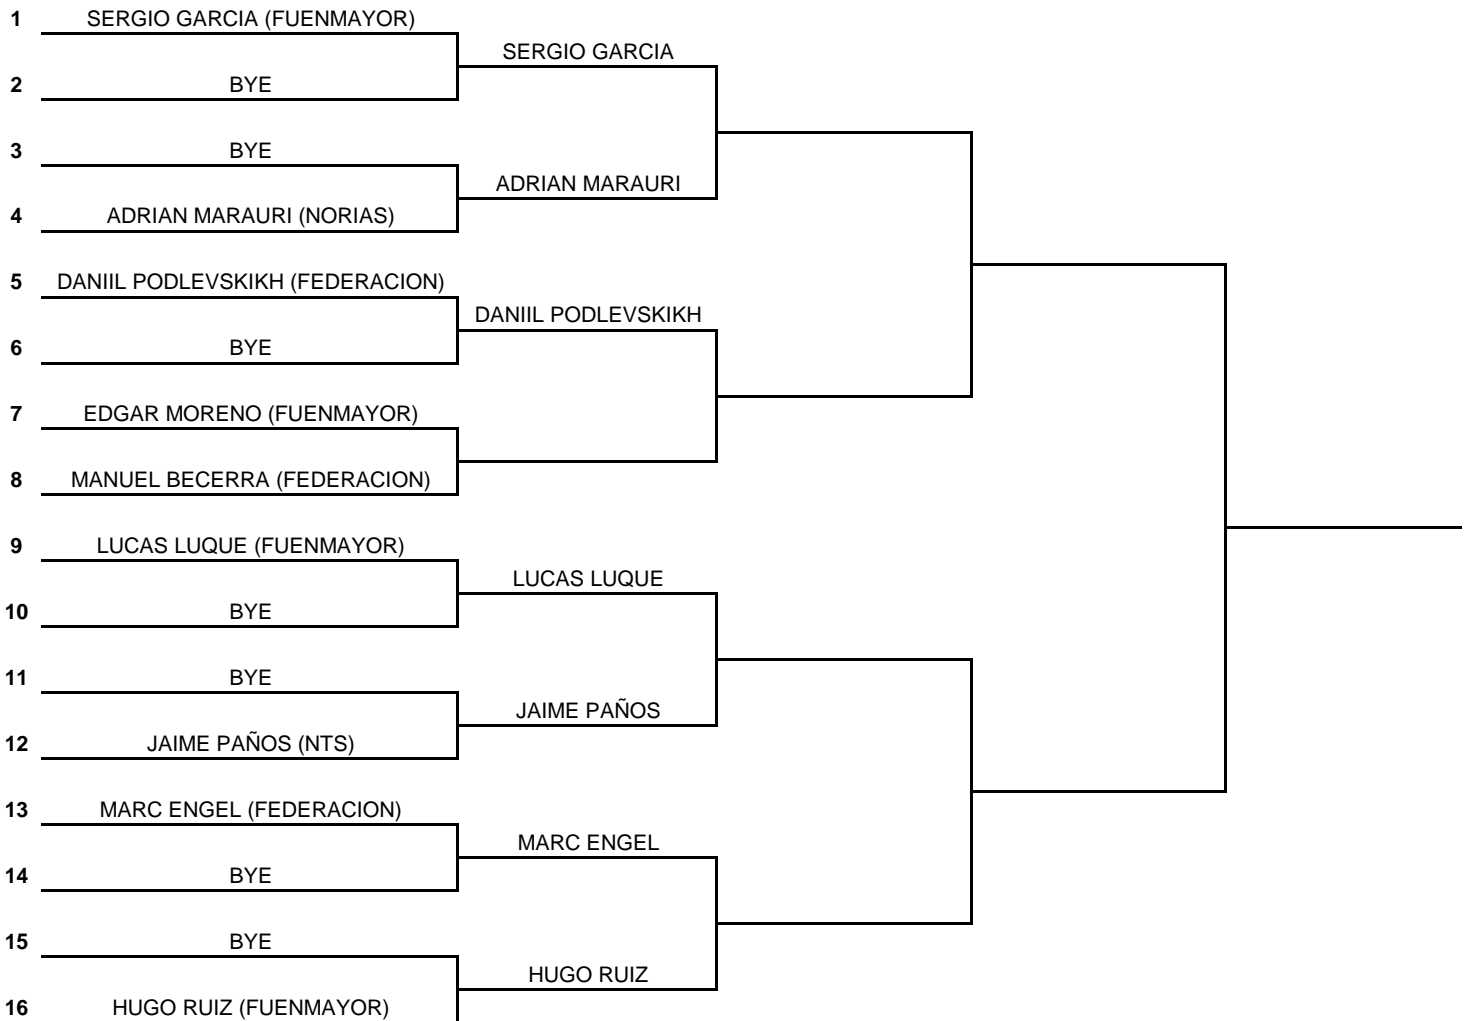 1 SERGIO GARCIA (FUENMAYOR)
SERGIO GARCIA
2 BYE
3 BYE
ADRIAN MARAURI
4 ADRIAN MARAURI (NORIAS)
5 DANIIL PODLEVSKIKH (FEDERACION)
DANIIL PODLEVSKIKH
6 BYE
7 EDGAR MORENO (FUENMAYOR)
8 MANUEL BECERRA (FEDERACION)
9 LUCAS LUQUE (FUENMAYOR)
LUCAS LUQUE
10 BYE
11 BYE
JAIME PAÑOS
12 JAIME PAÑOS (NTS)
13 MARC ENGEL (FEDERACION)
MARC ENGEL
14 BYE
15 BYE
HUGO RUIZ
16 HUGO RUIZ (FUENMAYOR)